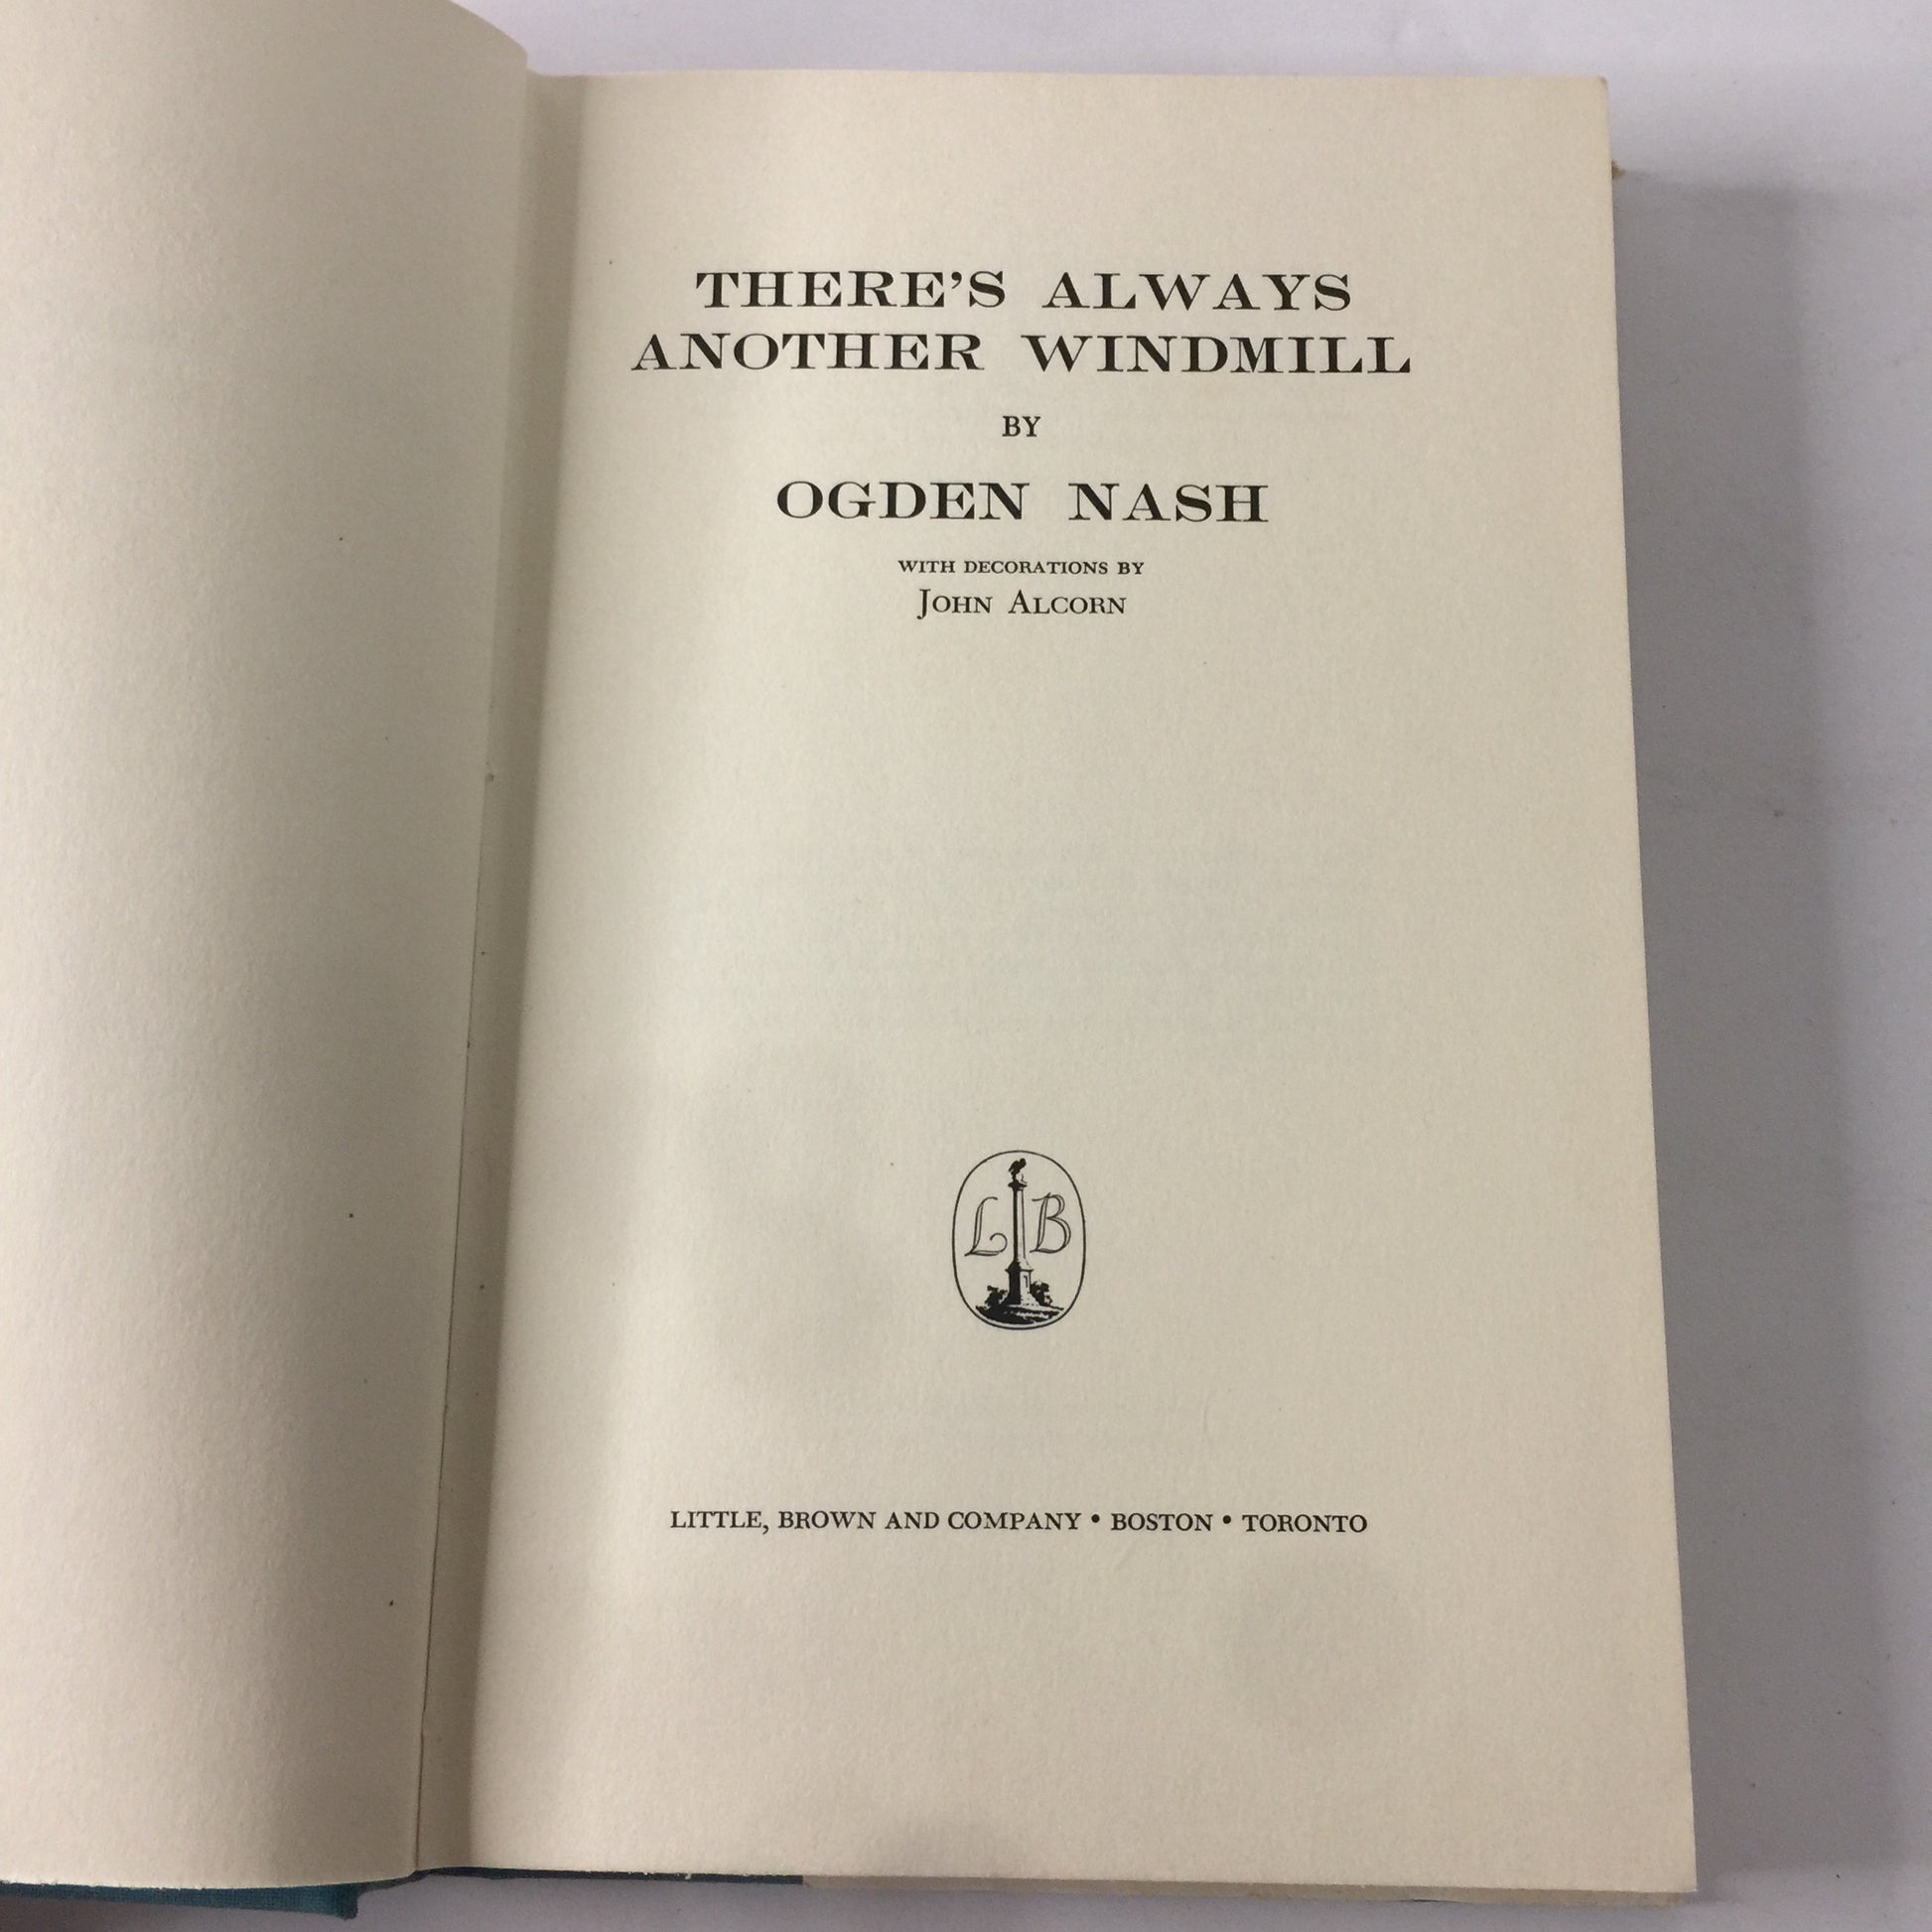 THERE'S ALWAYS
ANOTHER WINDMILL
BY
OGDEN NASH
WITH DECORATIONS BY
JOHN ALCORN
L B
LITTLE, BROWN AND COMPANY • BOSTON • TORONTO